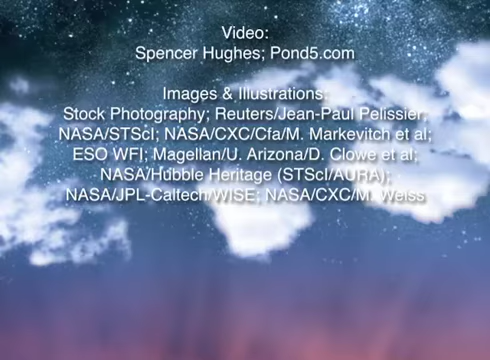 Video:
Spencer Hughes; Pond5.com
Images & Illustrations:
Stock Photography; Reuters/Jean-Paul Pelissier;
NASA/STScI; NASA/CXC/Cfa/M. Markevitch et al;
ESO WFI; Magellan/U. Arizona/D. Clowe et al;
NASA/Hubble Heritage (STScI/AURA);
NASA/JPL-Caltech/WISE; NASA/CXC/M. Weiss